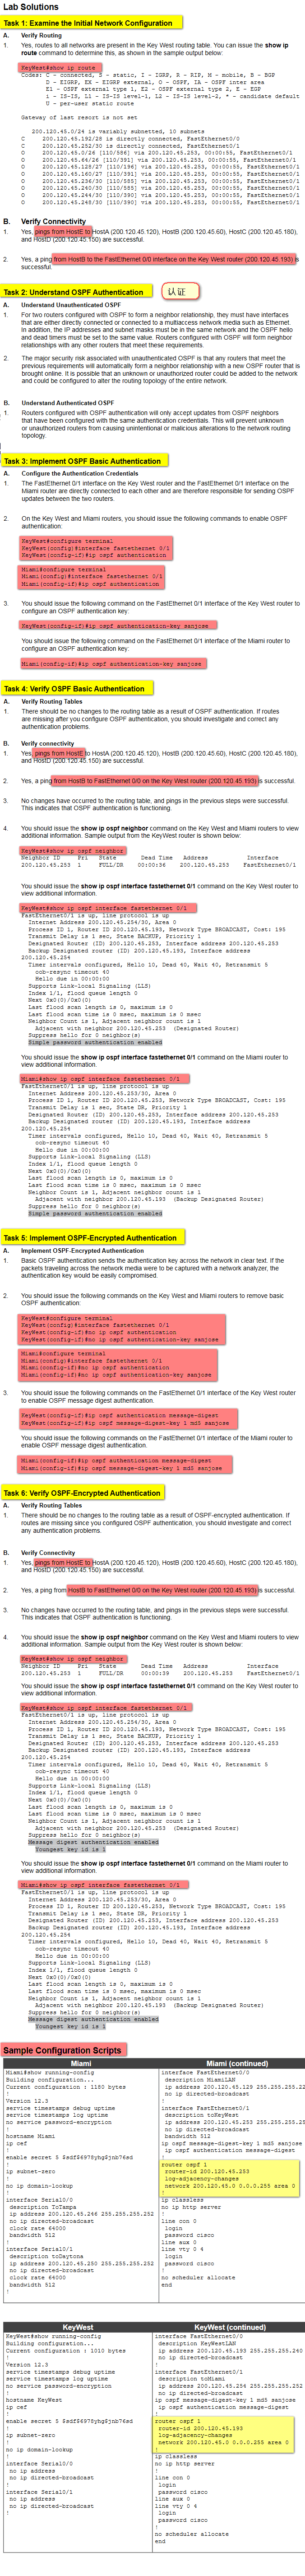 Lab Solutions
Task 1: Examine the Initial Network Configuration
A. Verify Routing
1. Yes, routes to all networks are present in the Key West routing table. You can issue the show ip
route command to determine this, as shown in the sample output below:
KeyWest#show ip route
Codes: C - connected, S - static, I - IGRP, R - RIP, M - mobile, B - BGP
D - EIGRP, EX - EIGRP external, O - OSPF, IA - OSPF inter area
E1 - OSPF external type 1, E2 - OSPF external type 2, E - EGP
i - IS-IS, L1 - IS-IS level-1, L2 - IS-IS level-2, * - candidate default
U - per-user static route
Gateway of last resort is not set
200.120.45.0/24 is variably subnetted, 10 subnets
C 200.120.45.192/28 is directly connected, FastEthernet0/0
C 200.120.45.252/30 is directly connected, FastEthernet0/1
O 200.120.45.0/26 [110/586] via 200.120.45.253, 00:00:55, FastEthernet0/1
O 200.120.45.64/26 [110/391] via 200.120.45.253, 00:00:55, FastEthernet0/1
O 200.120.45.128/27 [110/196] via 200.120.45.253, 00:00:55, FastEthernet0/1
O 200.120.45.160/27 [110/391] via 200.120.45.253, 00:00:55, FastEthernet0/1
O 200.120.45.236/30 [110/585] via 200.120.45.253, 00:00:55, FastEthernet0/1
O 200.120.45.240/30 [110/585] via 200.120.45.253, 00:00:55, FastEthernet0/1
O 200.120.45.244/30 [110/390] via 200.120.45.253, 00:00:55, FastEthernet0/1
O 200.120.45.248/30 [110/390] via 200.120.45.253, 00:00:55, FastEthernet0/1
B. Verify Connectivity
1. Yes, pings from HostE to HostA (200.120.45.120), HostB (200.120.45.60), HostC (200.120.45.180),
and HostD (200.120.45.150) are successful.
2. Yes, a ping from HostB to the FastEthernet 0/0 interface on the Key West router (200.120.45.193) is
successful.
Task 2: Understand OSPF Authentication
认证
A. Understand Unauthenticated OSPF
1. For two routers configured with OSPF to form a neighbor relationship, they must have interfaces
that are either directly connected or connected to a multiaccess network media such as Ethernet.
In addition, the IP addresses and subnet masks must be in the same network and the OSPF hello
and dead timers must be set to the same value. Routers configured with OSPF will form neighbor
relationships with any other routers that meet these requirements.
2. The major security risk associated with unauthenticated OSPF is that any routers that meet the
previous requirements will automatically form a neighbor relationship with a new OSPF router that is
brought online. It is possible that an unknown or unauthorized router could be added to the network
and could be configured to alter the routing topology of the entire network.
B. Understand Authenticated OSPF
1. Routers configured with OSPF authentication will only accept updates from OSPF neighbors
that have been configured with the same authentication credentials. This will prevent unknown
or unauthorized routers from causing unintentional or malicious alterations to the network routing
topology.
Task 3: Implement OSPF Basic Authentication
A. Configure the Authentication Credentials
1. The FastEthernet 0/1 interface on the Key West router and the FastEthernet 0/1 interface on the
Miami router are directly connected to each other and are therefore responsible for sending OSPF
updates between the two routers.
2. On the Key West and Miami routers, you should issue the following commands to enable OSPF
authentication:
KeyWest#configure terminal
KeyWest(config)#interface fastethernet 0/1
KeyWest(config-if)#ip ospf authentication
Miami#configure terminal
Miami(config)#interface fastethernet 0/1
Miami(config-if)#ip ospf authentication
3. You should issue the following command on the FastEthernet 0/1 interface of the Key West router to
configure an OSPF authentication key:
KeyWest(config-if)#ip ospf authentication-key sanjose
You should issue the following command on the FastEthernet 0/1 interface of the Miami router to
configure an OSPF authentication key:
Miami(config-if)#ip ospf authentication-key sanjose
Task 4: Verify OSPF Basic Authentication
A. Verify Routing Tables
1. There should be no changes to the routing table as a result of OSPF authentication. If routes
are missing after you configure OSPF authentication, you should investigate and correct any
authentication problems.
B. Verify connectivity
1. Yes, pings from HostE to HostA (200.120.45.120), HostB (200.120.45.60), HostC (200.120.45.180),
and HostD (200.120.45.150) are successful.
2. Yes, a ping from HostB to FastEthernet 0/0 on the Key West router (200.120.45.193) is successful.
3. No changes have occurred to the routing table, and pings in the previous steps were successful.
This indicates that OSPF authentication is functioning.
4. You should issue the show ip ospf neighbor command on the Key West and Miami routers to view
additional information. Sample output from the KeyWest router is shown below:
KeyWest#show ip ospf neighbor
Neighbor ID Pri State Dead Time Address Interface
200.120.45.253 1 FULL/DR 00:00:36 200.120.45.253 FastEthernet0/1
You should issue the show ip ospf interface fastethernet 0/1 command on the Key West router to
view additional information.
KeyWest#show ip ospf interface fastethernet 0/1
FastEthernet0/1 is up, line protocol is up
Internet Address 200.120.45.254/30, Area 0
Process ID 1, Router ID 200.120.45.193, Network Type BROADCAST, Cost: 195
Transmit Delay is 1 sec, State BACKUP, Priority 1
Designated Router (ID) 200.120.45.253, Interface address 200.120.45.253
Backup Designated router (ID) 200.120.45.193, Interface address
200.120.45.254
Timer intervals configured, Hello 10, Dead 40, Wait 40, Retransmit 5
oob-resync timeout 40
Hello due in 00:00:00
Supports Link-local Signaling (LLS)
Index 1/1, flood queue length 0
Next 0x0(0)/0x0(0)
Last flood scan length is 0, maximum is 0
Last flood scan time is 0 msec, maximum is 0 msec
Neighbor Count is 1, Adjacent neighbor count is 1
Adjacent with neighbor 200.120.45.253 (Designated Router)
Suppress hello for 0 neighbor(s)
Simple password authentication enabled
You should issue the show ip ospf interface fastethernet 0/1 command on the Miami router to
view additional information.
Miami#show ip ospf interface fastethernet 0/1
FastEthernet0/1 is up, line protocol is up
Internet Address 200.120.45.253/30, Area 0
Process ID 1, Router ID 200.120.45.253, Network Type BROADCAST, Cost: 195
Transmit Delay is 1 sec, State DR, Priority 1
Designated Router (ID) 200.120.45.253, Interface address 200.120.45.253
Backup Designated router (ID) 200.120.45.193, Interface address
200.120.45.254
Timer intervals configured, Hello 10, Dead 40, Wait 40, Retransmit 5
oob-resync timeout 40
Hello due in 00:00:00
Supports Link-local Signaling (LLS)
Index 1/1, flood queue length 0
Next 0x0(0)/0x0(0)
Last flood scan length is 0, maximum is 0
Last flood scan time is 0 msec, maximum is 0 msec
Neighbor Count is 1, Adjacent neighbor count is 1
Adjacent with neighbor 200.120.45.193 (Backup Designated Router)
Suppress hello for 0 neighbor(s)
Simple password authentication enabled
Task 5: Implement OSPF-Encrypted Authentication
A. Implement OSPF-Encrypted Authentication
1. Basic OSPF authentication sends the authentication key across the network in clear text. If the
packets traveling across the network media were to be captured with a network analyzer, the
authentication key would be easily compromised.
2. You should issue the following commands on the Key West and Miami routers to remove basic
OSPF authentication:
KeyWest#configure terminal
KeyWest(config)#interface fastethernet 0/1
KeyWest(config-if)#no ip ospf authentication
KeyWest(config-if)#no ip ospf authentication-key sanjose
Miami#configure terminal
Miami(config)#interface fastethernet 0/1
Miami(config-if)#no ip ospf authentication
Miami(config-if)#no ip ospf authentication-key sanjose
3. You should issue the following commands on the FastEthernet 0/1 interface of the Key West router
to enable OSPF message digest authentication.
KeyWest(config-if)#ip ospf authentication message-digest
KeyWest(config-if)#ip ospf message-digest-key 1 md5 sanjose
You should issue the following commands on the FastEthernet 0/1 interface of the Miami router to
enable OSPF message digest authentication.
Miami(config-if)#ip ospf authentication message-digest
Miami(config-if)#ip ospf message-digest-key 1 md5 sanjose
Task 6: Verify OSPF-Encrypted Authentication
A. Verify Routing Tables
1. There should be no changes to the routing table as a result of OSPF-encrypted authentication. If
routes are missing since you configured OSPF authentication, you should investigate and correct
any authentication problems.
B. Verify Connectivity
1. Yes, pings from HostE to HostA (200.120.45.120), HostB (200.120.45.60), HostC (200.120.45.180),
and HostD (200.120.45.150) are successful.
2. Yes, a ping from HostB to FastEthernet 0/0 on the Key West router (200.120.45.193) is successful.
3. No changes have occurred to the routing table, and pings in the previous steps were successful.
This indicates that OSPF authentication is functioning.
4. You should issue the show ip ospf neighbor command on the Key West and Miami routers to view
additional information. Sample output from the Key West router is shown below:
KeyWest#show ip ospf neighbor
Neighbor ID Pri State Dead Time Address Interface
200.120.45.253 1 FULL/DR 00:00:39 200.120.45.253 FastEthernet0/1
You should issue the show ip ospf interface fastethernet 0/1 command on the Key West router to
view additional information.
KeyWest#show ip ospf interface fastethernet 0/1
FastEthernet0/1 is up, line protocol is up
Internet Address 200.120.45.254/30, Area 0
Process ID 1, Router ID 200.120.45.193, Network Type BROADCAST, Cost: 195
Transmit Delay is 1 sec, State BACKUP, Priority 1
Designated Router (ID) 200.120.45.253, Interface address 200.120.45.253
Backup Designated router (ID) 200.120.45.193, Interface address
200.120.45.254
Timer intervals configured, Hello 10, Dead 40, Wait 40, Retransmit 5
oob-resync timeout 40
Hello due in 00:00:00
Supports Link-local Signaling (LLS)
Index 1/1, flood queue length 0
Next 0x0(0)/0x0(0)
Last flood scan length is 0, maximum is 0
Last flood scan time is 0 msec, maximum is 0 msec
Neighbor Count is 1, Adjacent neighbor count is 1
Adjacent with neighbor 200.120.45.253 (Designated Router)
Suppress hello for 0 neighbor(s)
Message digest authentication enabled
Youngest key id is 1
You should issue the show ip ospf interface fastethernet 0/1 command on the Miami router to
view additional information.
Miami#show ip ospf interface fastethernet 0/1
FastEthernet0/1 is up, line protocol is up
Internet Address 200.120.45.253/30, Area 0
Process ID 1, Router ID 200.120.45.253, Network Type BROADCAST, Cost: 195
Transmit Delay is 1 sec, State DR, Priority 1
Designated Router (ID) 200.120.45.253, Interface address 200.120.45.253
Backup Designated router (ID) 200.120.45.193, Interface address
200.120.45.254
Timer intervals configured, Hello 10, Dead 40, Wait 40, Retransmit 5
oob-resync timeout 40
Hello due in 00:00:00
Supports Link-local Signaling (LLS)
Index 1/1, flood queue length 0
Next 0x0(0)/0x0(0)
Last flood scan length is 0, maximum is 0
Last flood scan time is 0 msec, maximum is 0 msec
Neighbor Count is 1, Adjacent neighbor count is 1
Adjacent with neighbor 200.120.45.193 (Backup Designated Router)
Suppress hello for 0 neighbor(s)
Message digest authentication enabled
Youngest key id is 1
Sample Configuration Scripts
Miami
Miami#show running-config
Building configuration...
Current configuration : 1180 bytes
!
Version 12.3
service timestamps debug uptime
service timestamps log uptime
no service password-encryption
!
hostname Miami
ip cef
!
enable secret 5 $sdf$6978yhg$jnb76sd
!
ip subnet-zero
!
no ip domain-lookup
!
interface Serial0/0
description ToTampa
ip address 200.120.45.246 255.255.255.252
no ip directed-broadcast
clock rate 64000
bandwidth 512
!
interface Serial0/1
description toDaytona
ip address 200.120.45.250 255.255.255.252
no ip directed-broadcast
clock rate 64000
bandwidth 512
!
Miami (continued)
interface FastEthernet0/0
description MiamiLAN
ip address 200.120.45.129 255.255.255.22
no ip directed-broadcast
!
interface FastEthernet0/1
description toKeyWest
ip address 200.120.45.253 255.255.255.25
no ip directed-broadcast
bandwidth 512
ip ospf message-digest-key 1 md5 sanjose
ip ospf authentication message-digest
!
router ospf 1
router-id 200.120.45.253
log-adjacency-changes
network 200.120.45.0 0.0.0.255 area 0
!
ip classless
no ip http server
!
line con 0
login
password cisco
line aux 0
line vty 0 4
login
password cisco
!
no scheduler allocate
end
KeyWest
KeyWest#show running-config
Building configuration...
Current configuration : 1010 bytes
!
Version 12.3
service timestamps debug uptime
service timestamps log uptime
no service password-encryption
!
hostname KeyWest
ip cef
!
enable secret 5 $sdf$6978yhg$jnb76sd
!
ip subnet-zero
!
no ip domain-lookup
!
interface Serial0/0
no ip address
no ip directed-broadcast
!
interface Serial0/1
no ip address
no ip directed-broadcast
!
KeyWest (continued)
interface FastEthernet0/0
description KeyWestLAN
ip address 200.120.45.193 255.255.255.240
no ip directed-broadcast
!
interface FastEthernet0/1
description toMiami
ip address 200.120.45.254 255.255.255.252
no ip directed-broadcast
ip ospf message-digest-key 1 md5 sanjose
ip ospf authentication message-digest
!
router ospf 1
router-id 200.120.45.193
log-adjacency-changes
network 200.120.45.0 0.0.0.255 area 0
!
ip classless
no ip http server
!
line con 0
login
password cisco
line aux 0
line vty 0 4
login
password cisco
!
no scheduler allocate
end